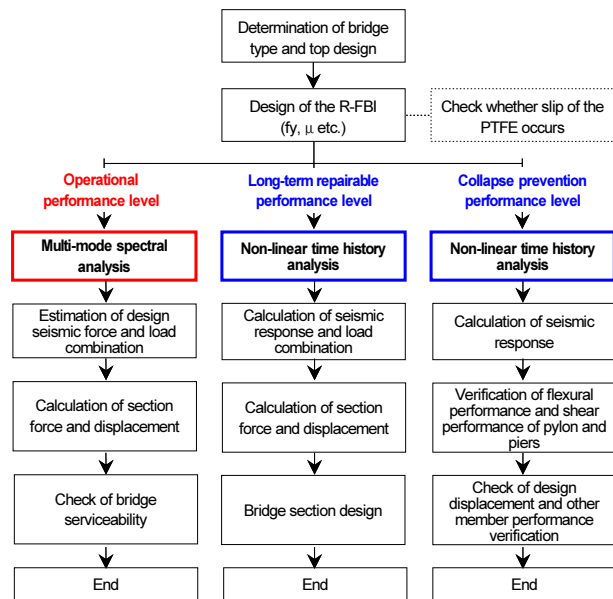 Determination of bridge
type and top design
Design of the R-FBI
(fy, μ etc.)
Check whether slip of the
PTFE occurs
Operational
performance level
Long-term repairable
performance level
Collapse prevention
performance level
Multi-mode spectral
analysis
Non-linear time history
analysis
Non-linear time history
analysis
Estimation of design
seismic force and load
combination
Calculation of seismic
response and load
combination
Calculation of seismic
response
Calculation of section
force and displacement
Calculation of section
force and displacement
Verification of flexural
performance and shear
performance of pylon and
piers
Check of bridge
serviceability
Bridge section design
Check of design
displacement and other
member performance
verification
End
End
End